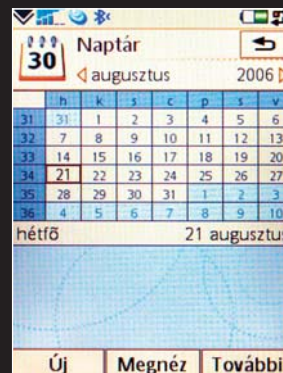 30 Naptár
augusztus 2006
h k s c p s v
31 31 1 2 3 4 5 6
32 7 8 9 10 11 12 13
33 14 15 16 17 18 19 20
34 21 22 23 24 25 26 27
35 28 29 30 31 1 2 3
36 4 5 6 7 8 9 10
hétfő 21 augusztus
Új Megnéz További